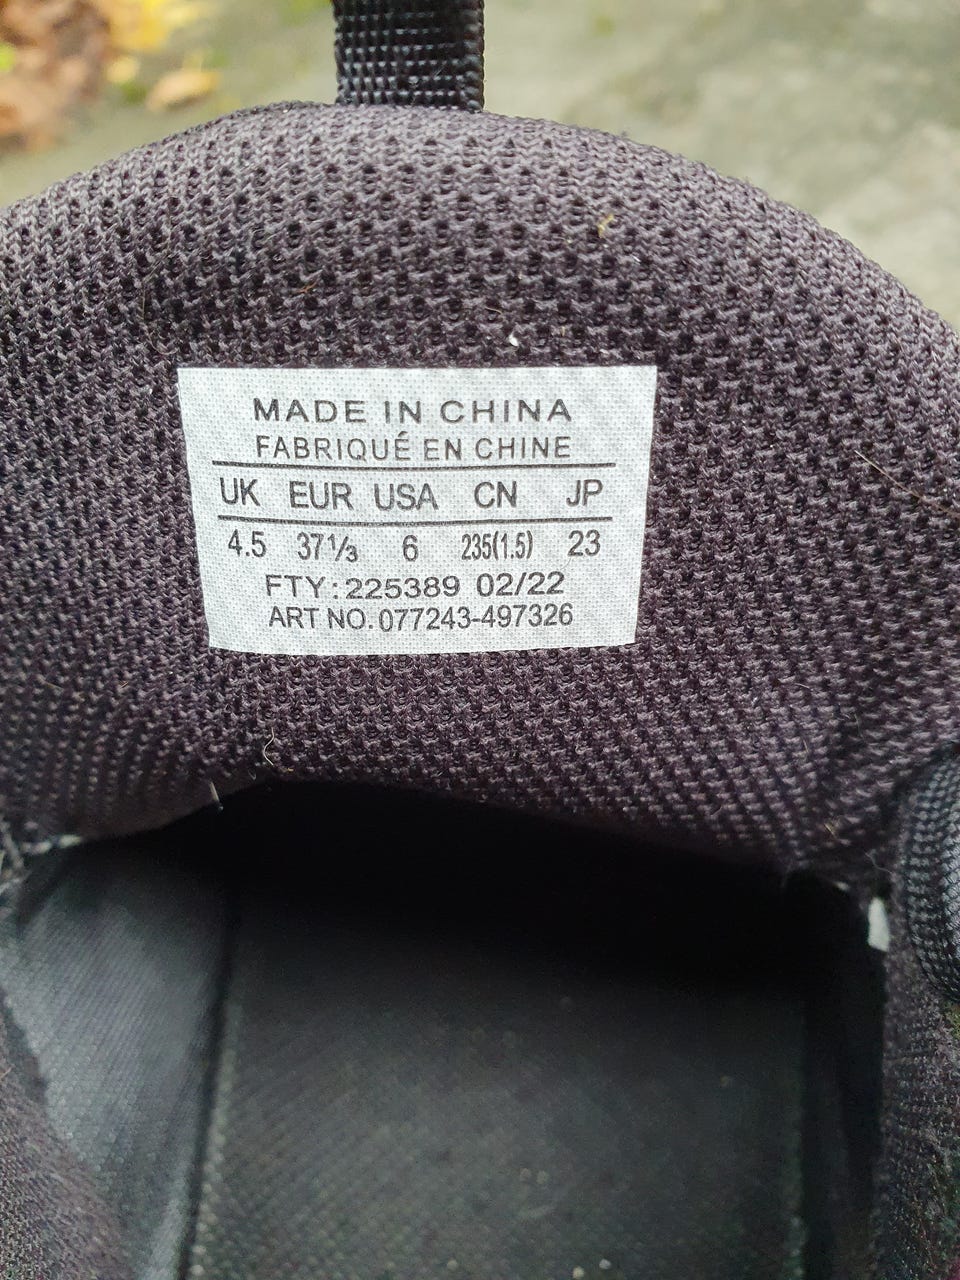 MADE IN CHINA
FABRIQUÉ EN CHINE
UK EUR USA CN JP
4.5 37⅓ 6 235(1.5) 23
FTY:225389 02/22
ART NO.077243-497326